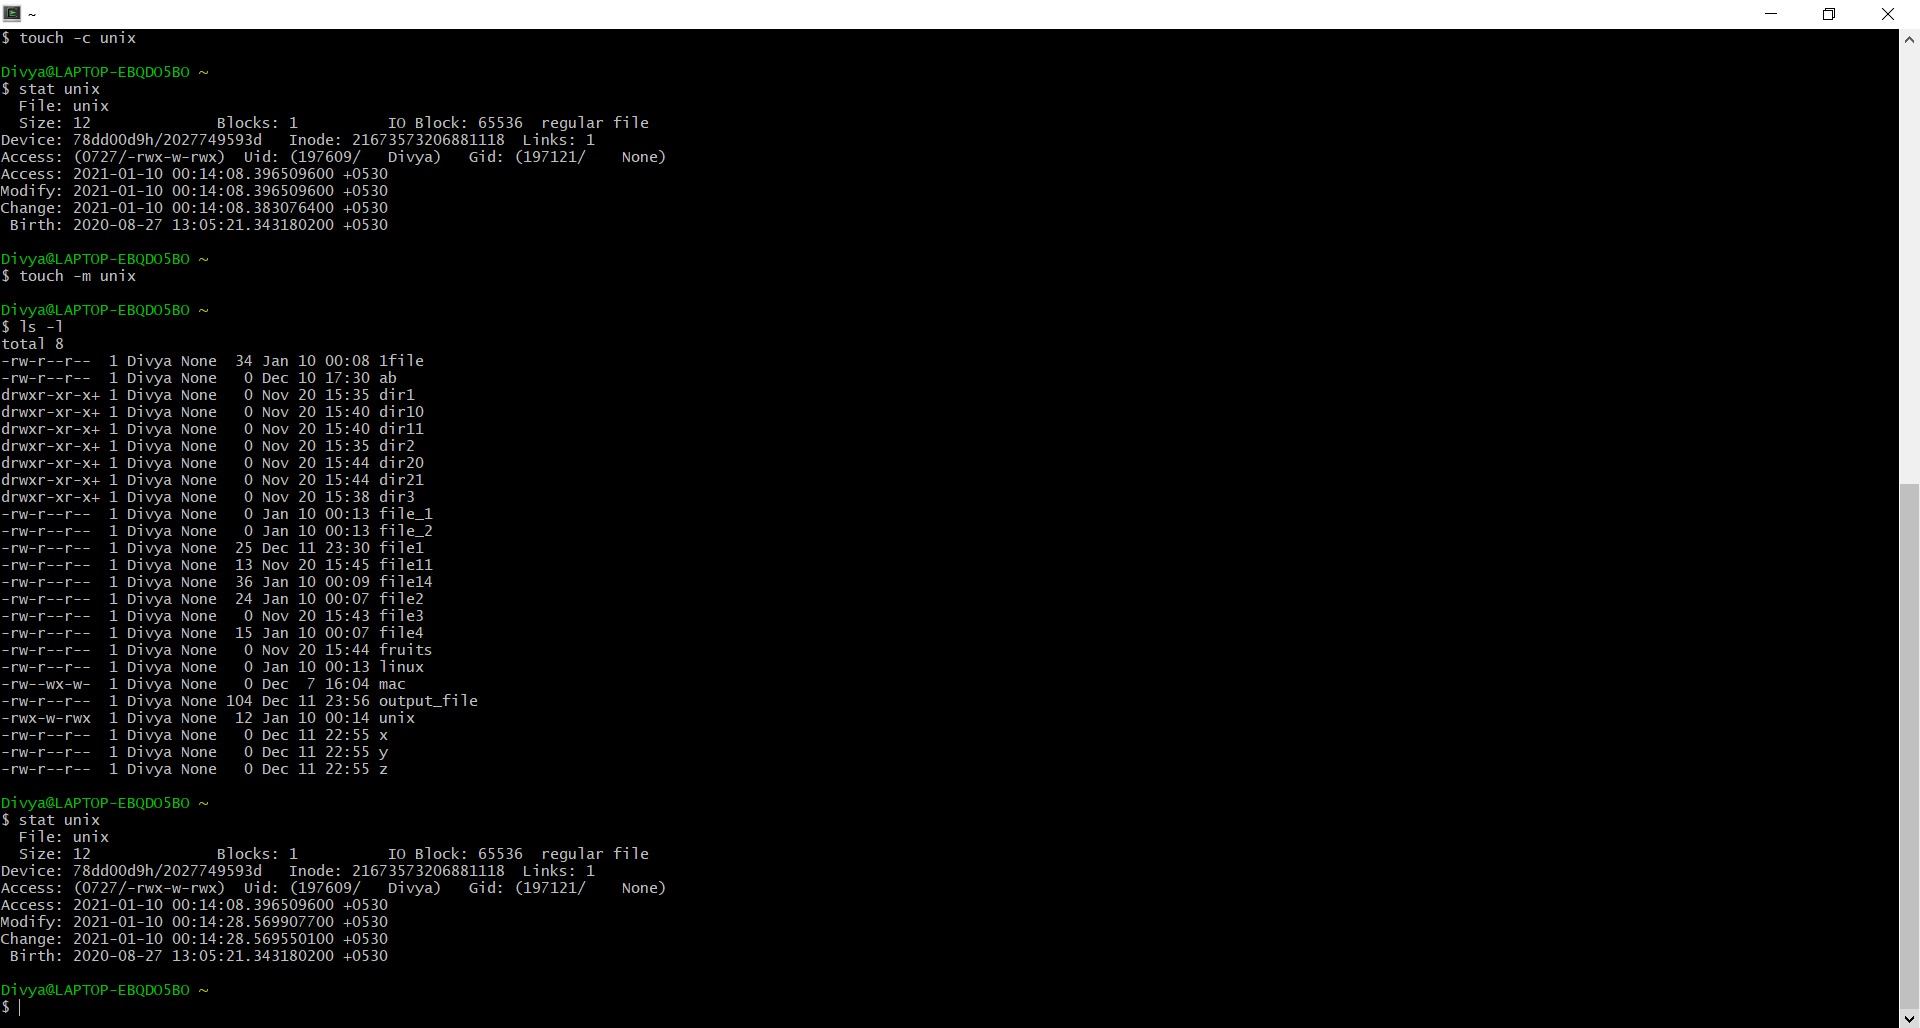 ~
$ touch -c unix
Divya@LAPTOP-EBQDO5BO ~
$ stat unix
  File: unix
  Size: 12              Blocks: 1          IO Block: 65536  regular file
Device: 78dd00d9h/2027749593d   Inode: 21673573206881118  Links: 1
Access: (0727/-rwx-w-rwx)  Uid: (197609/   Divya)   Gid: (197121/    None)
Access: 2021-01-10 00:14:08.396509600 +0530
Modify: 2021-01-10 00:14:08.396509600 +0530
Change: 2021-01-10 00:14:08.383076400 +0530
 Birth: 2020-08-27 13:05:21.343180200 +0530
Divya@LAPTOP-EBQDO5BO ~
$ touch -m unix
Divya@LAPTOP-EBQDO5BO ~
$ ls -l
total 8
-rw-r--r--  1 Divya None  34 Jan 10 00:08 1file
-rw-r--r--  1 Divya None   0 Dec 10 17:30 ab
drwxr-xr-x+ 1 Divya None   0 Nov 20 15:35 dir1
drwxr-xr-x+ 1 Divya None   0 Nov 20 15:40 dir10
drwxr-xr-x+ 1 Divya None   0 Nov 20 15:40 dir11
drwxr-xr-x+ 1 Divya None   0 Nov 20 15:35 dir2
drwxr-xr-x+ 1 Divya None   0 Nov 20 15:44 dir20
drwxr-xr-x+ 1 Divya None   0 Nov 20 15:44 dir21
drwxr-xr-x+ 1 Divya None   0 Nov 20 15:38 dir3
-rw-r--r--  1 Divya None   0 Jan 10 00:13 file_1
-rw-r--r--  1 Divya None   0 Jan 10 00:13 file_2
-rw-r--r--  1 Divya None  25 Dec 11 23:30 file1
-rw-r--r--  1 Divya None  13 Nov 20 15:45 file11
-rw-r--r--  1 Divya None  36 Jan 10 00:09 file14
-rw-r--r--  1 Divya None  24 Jan 10 00:07 file2
-rw-r--r--  1 Divya None   0 Nov 20 15:43 file3
-rw-r--r--  1 Divya None  15 Jan 10 00:07 file4
-rw-r--r--  1 Divya None   0 Nov 20 15:44 fruits
-rw-r--r--  1 Divya None   0 Jan 10 00:13 linux
-rw--wx-w-  1 Divya None   0 Dec  7 16:04 mac
-rw-r--r--  1 Divya None 104 Dec 11 23:56 output_file
-rwx-w-rwx  1 Divya None  12 Jan 10 00:14 unix
-rw-r--r--  1 Divya None   0 Dec 11 22:55 x
-rw-r--r--  1 Divya None   0 Dec 11 22:55 y
-rw-r--r--  1 Divya None   0 Dec 11 22:55 z
Divya@LAPTOP-EBQDO5BO ~
$ stat unix
  File: unix
  Size: 12              Blocks: 1          IO Block: 65536  regular file
Device: 78dd00d9h/2027749593d   Inode: 21673573206881118  Links: 1
Access: (0727/-rwx-w-rwx)  Uid: (197609/   Divya)   Gid: (197121/    None)
Access: 2021-01-10 00:14:08.396509600 +0530
Modify: 2021-01-10 00:14:28.569907700 +0530
Change: 2021-01-10 00:14:28.569550100 +0530
 Birth: 2020-08-27 13:05:21.343180200 +0530
Divya@LAPTOP-EBQDO5BO ~
$